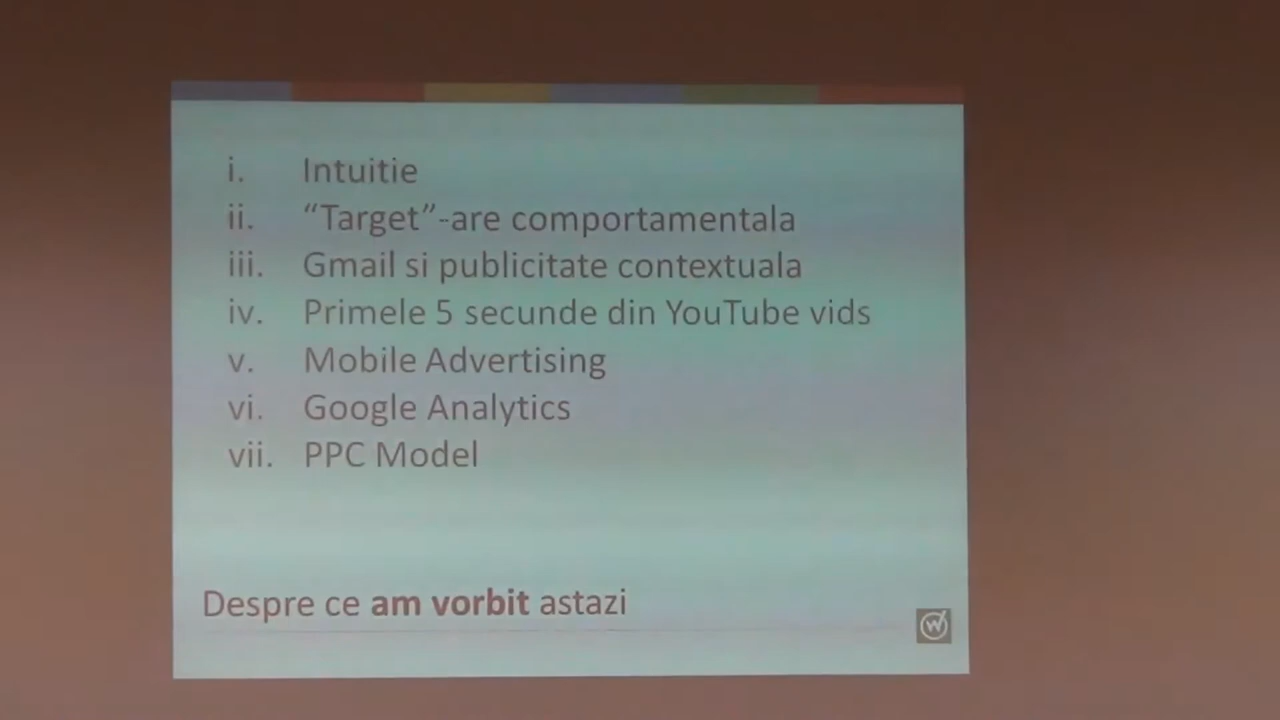 i. Intuitie
ii. “Target”-are comportamentala
iii. Gmail si publicitate contextuala
iv. Primele 5 secunde din YouTube vids
v. Mobile Advertising
vi. Google Analytics
vii. PPC Model
Despre ce am vorbit astazi
W